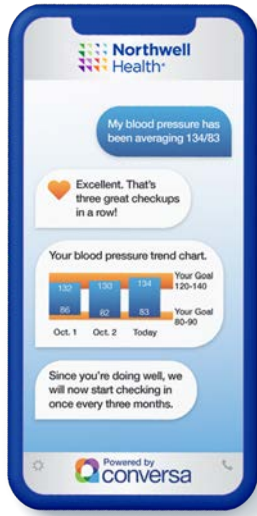 Northwell
Health
My blood pressure has
been averaging 134/83
Excellent. That's
three great checkups
in a row!
Your blood pressure trend chart.
132 130 134
Your Goal
120-140
86 82 83
Your Goal
80-90
Oct. 1 Oct. 2 Today
Since you're doing well, we
will now start checking in
once every three months.
Powered by
conversa